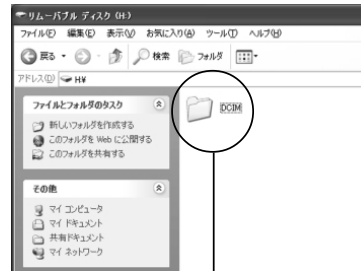 リムーバブル ディスク (H:)
ファイル(F) 編集(E) 表示(V) お気に入り(A) ツール(T) ヘルプ(H)
戻る 検索 フォルダ
アドレス(D) H¥
ファイルとフォルダのタスク
DCIM
新しいフォルダを作成する
このフォルダを Web に公開する
このフォルダを共有する
その他
マイ コンピュータ
マイ ドキュメント
共有ドキュメント
マイ ネットワーク